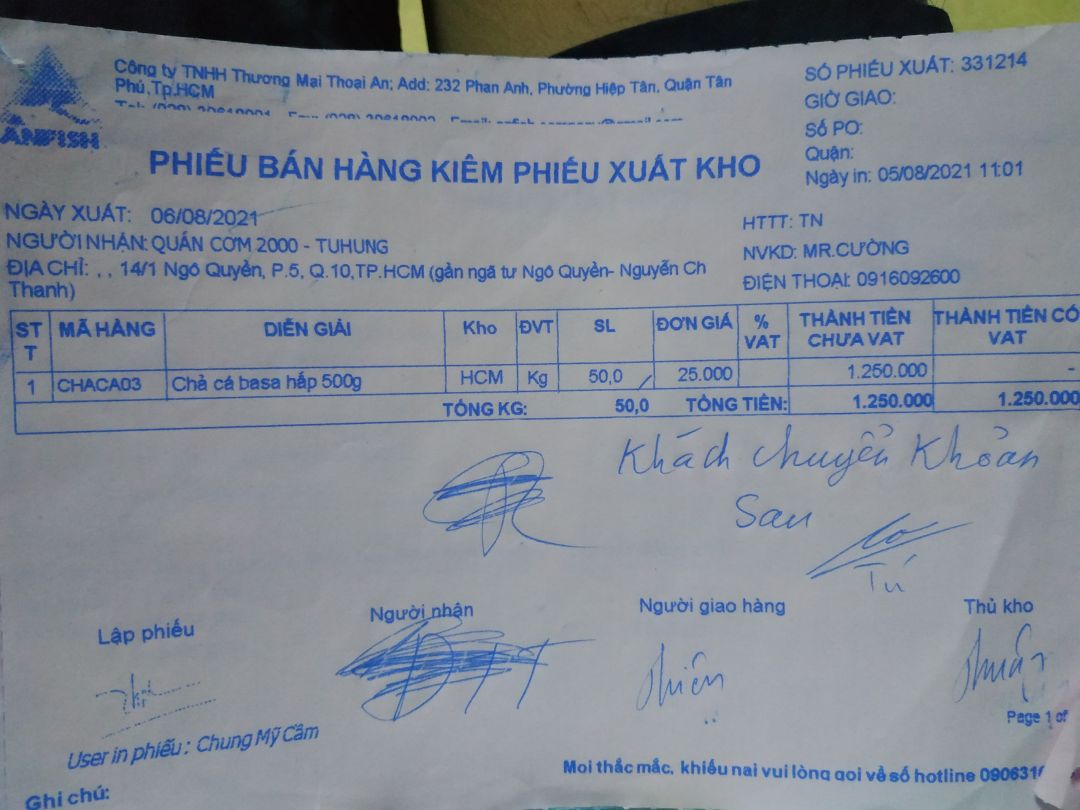 Công ty TNHH Thương Mại Thoại An; Add: 232 Phan Anh, Phường Hiệp Tân, Quận Tân
Phú, Tp.HCM
ANFISH
SỐ PHIẾU XUẤT: 331214
GIỜ GIAO:
Số PO:
Quận:
Ngày in: 05/08/2021 11:01
PHIẾU BÁN HÀNG KIÊM PHIẾU XUẤT KHO
NGÀY XUẤT: 06/08/2021
NGƯỜI NHẬN: QUÁN CƠM 2000 - TUHUNG
ĐỊA CHỈ: , , 14/1 Ngô Quyền, P.5, Q.10,TP.HCM (gần ngã tư Ngô Quyền- Nguyễn Ch
Thanh)
HTTT: TN
NVKD: MR.CƯỜNG
ĐIỆN THOẠI: 0916092600
STT MÃ HÀNG DIỄN GIẢI Kho ĐVT SL ĐƠN GIÁ % VAT THÀNH TIỀN CHƯA VAT THÀNH TIỀN CÓ VAT
1 CHACA03 Chả cá basa hấp 500g HCM Kg 50,0 25.000 1.250.000 -
TỔNG KG: 50,0 TỔNG TIỀN: 1.250.000 1.250.000
Khách chuyển Khoản
Sau
Tú
Lập phiếu Người nhận Người giao hàng Thủ kho
Page 1 of
User in phiếu : Chung Mỹ Cầm
Moi thắc mắc, khiếu nai vui lòng goi về số hotline 090631
Ghi chú: